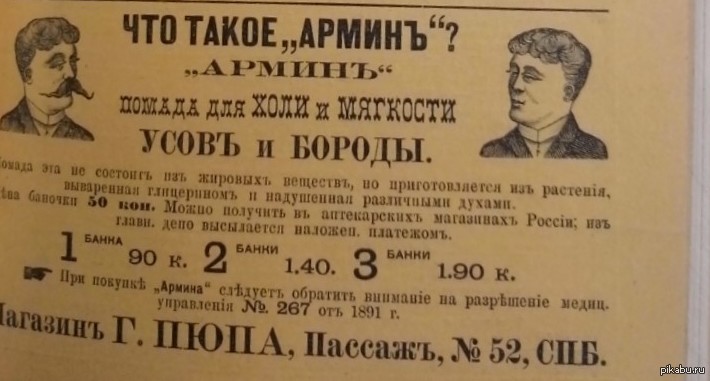 ЧТО ТАКОЕ „АРМИНЪ“?
„АРМИНЪ“
ПОМАДА для ХОЛИ и МЯГКОСТИ
УСОВЪ и БОРОДЫ.
омада эта не состоитъ изъ жировыхъ веществъ, но приготовляется изъ растенія,
вываренная глицериномъ и надушенная различными духами.
ѣна баночки 50 коп. Можно получить въ аптекарскихъ магазинахъ Россіи; изъ
главн. депо высылается наложен. платежомъ.
1 БАНКА 90 к. 2 БАНКИ 1.40. 3 БАНКИ 1.90 к.
При покупкѣ „Армина“ слѣдуетъ обратить вниманіе на разрѣшеніе медиц.
управленія №. 267 отъ 1891 г.
Магазинъ Г. ПЮПА, Пассажъ, № 52, СПБ.
pikabu.ru